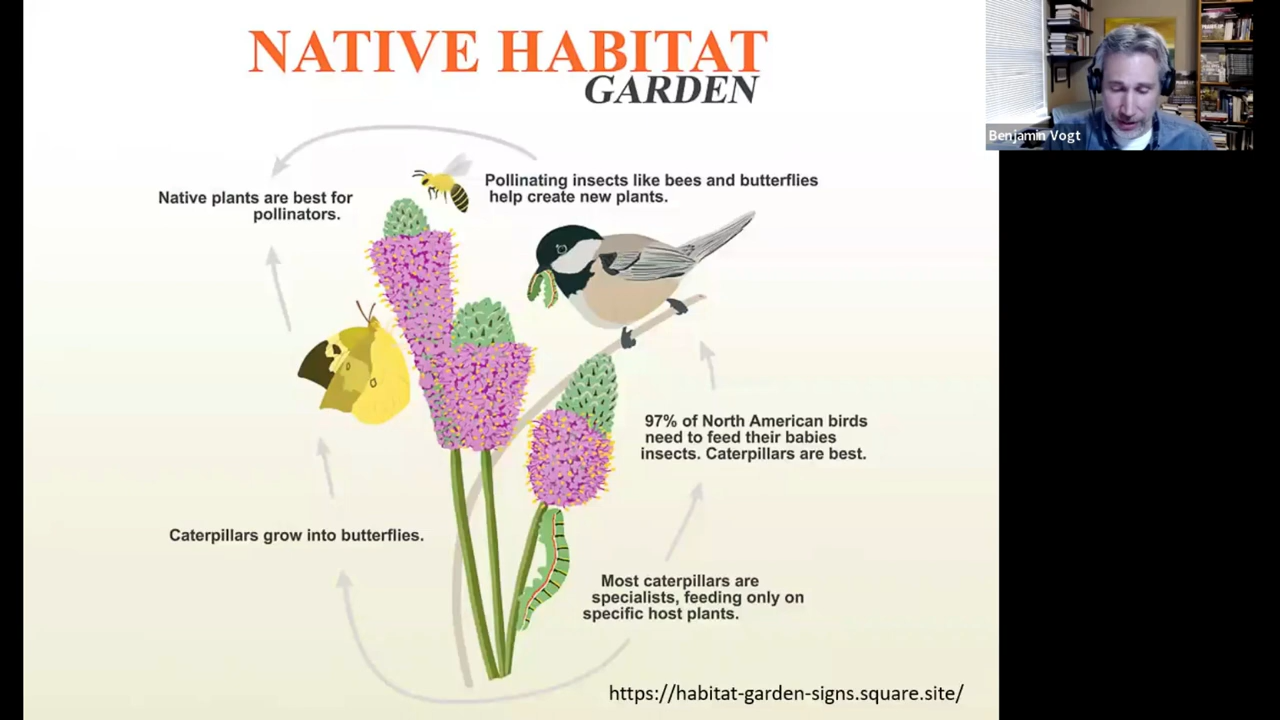 NATIVE HABITAT
GARDEN
Benjamin Vogt
Pollinating insects like bees and butterflies
help create new plants.
Native plants are best for
pollinators.
97% of North American birds
need to feed their babies
insects. Caterpillars are best.
Caterpillars grow into butterflies.
Most caterpillars are
specialists, feeding only on
specific host plants.
https://habitat-garden-signs.square.site/